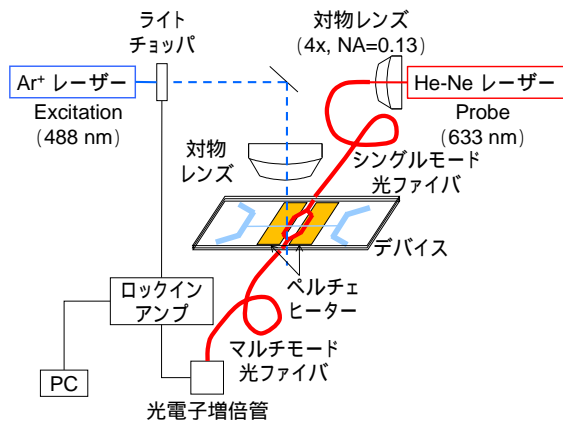 ライト
チョッパ
対物レンズ
(4x, NA=0.13)
Ar⁺ レーザー
He-Ne レーザー
Excitation
(488 nm)
Probe
(633 nm)
対物
レンズ
シングルモード
光ファイバ
デバイス
ペルチェ
ヒーター
ロックイン
アンプ
マルチモード
光ファイバ
PC
光電子増倍管